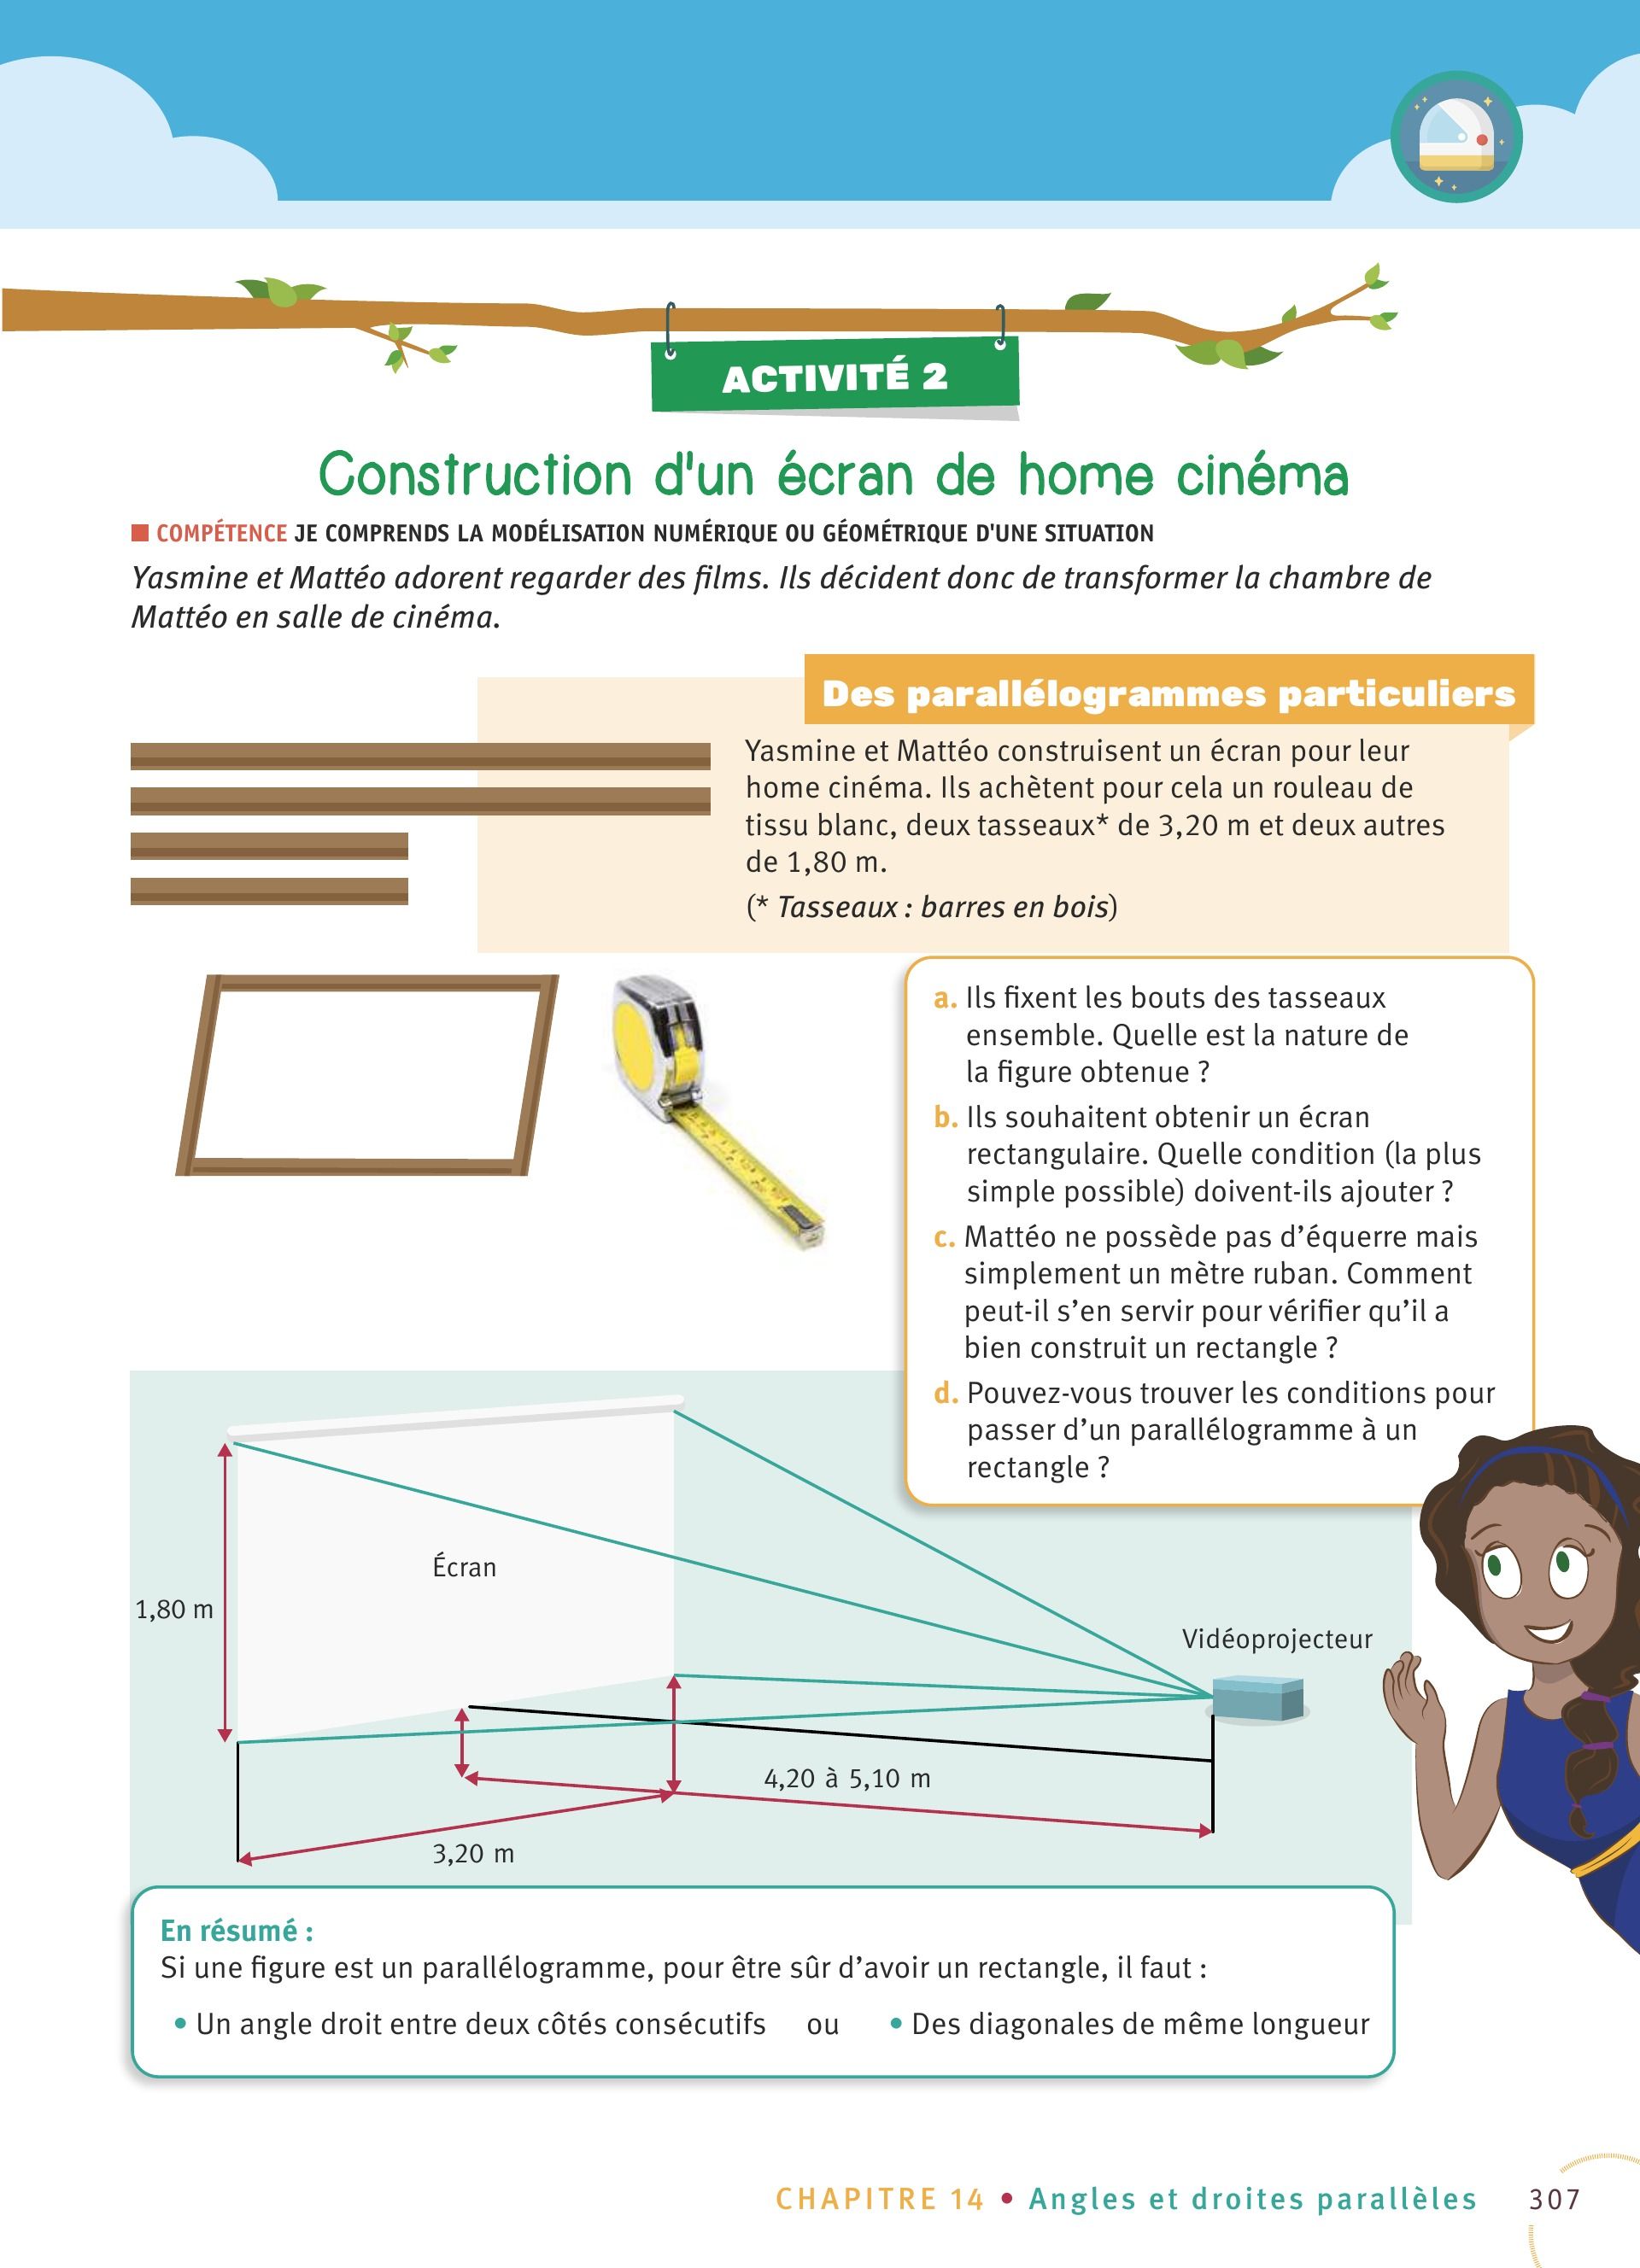 ACTIVITÉ 2
Construction d'un écran de home cinéma
COMPÉTENCE JE COMPRENDS LA MODÉLISATION NUMÉRIQUE OU GÉOMÉTRIQUE D'UNE SITUATION
Yasmine et Mattéo adorent regarder des films. Ils décident donc de transformer la chambre de
Mattéo en salle de cinéma.
Des parallélogrammes particuliers
Yasmine et Mattéo construisent un écran pour leur
home cinéma. Ils achètent pour cela un rouleau de
tissu blanc, deux tasseaux* de 3,20 m et deux autres
de 1,80 m.
(* Tasseaux : barres en bois)
a. Ils fixent les bouts des tasseaux
ensemble. Quelle est la nature de
la figure obtenue ?
b. Ils souhaitent obtenir un écran
rectangulaire. Quelle condition (la plus
simple possible) doivent-ils ajouter ?
c. Mattéo ne possède pas d'équerre mais
simplement un mètre ruban. Comment
peut-il s'en servir pour vérifier qu'il a
bien construit un rectangle ?
d. Pouvez-vous trouver les conditions pour
passer d'un parallélogramme à un
rectangle ?
Écran
1,80 m
Vidéoprojecteur
4,20 à 5,10 m
3,20 m
En résumé :
Si une figure est un parallélogramme, pour être sûr d'avoir un rectangle, il faut :
• Un angle droit entre deux côtés consécutifs ou • Des diagonales de même longueur
CHAPITRE 14 • Angles et droites parallèles 307